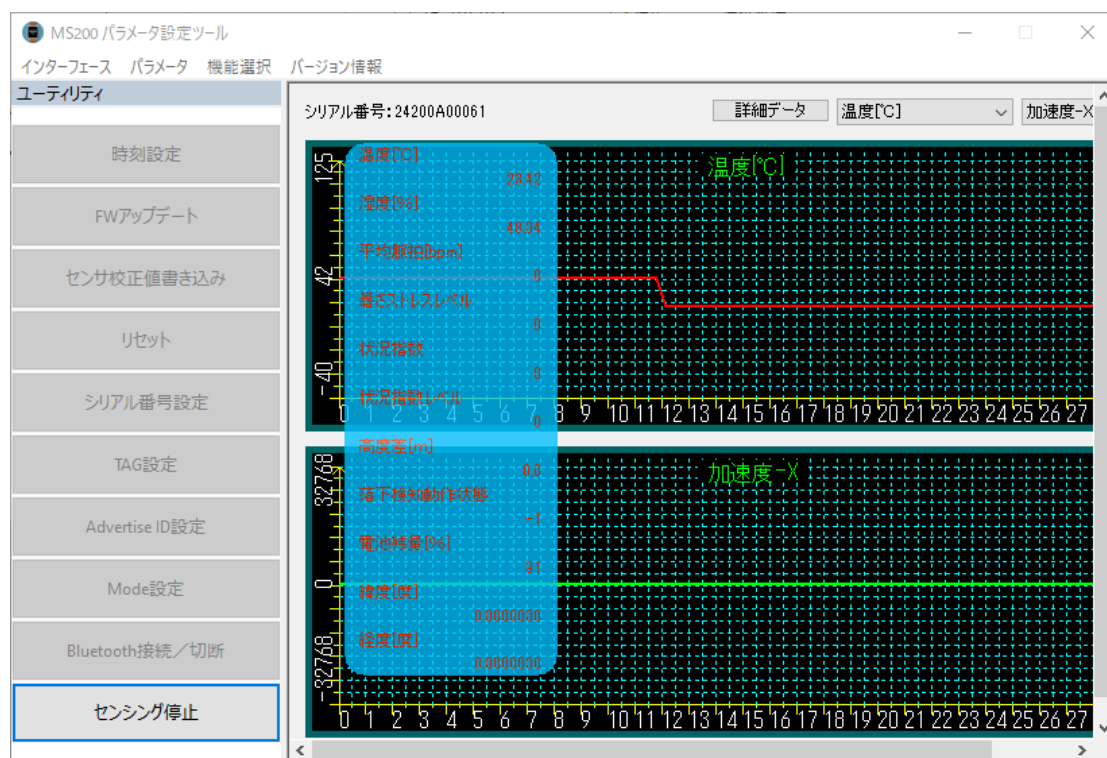 MS200 パラメータ設定ツール
インターフェース パラメータ 機能選択 バージョン情報
ユーティリティ
時刻設定
FWアップデート
センサ校正値書き込み
リセット
シリアル番号設定
TAG設定
Advertise ID設定
Mode設定
Bluetooth接続／切断
センシング停止
シリアル番号:24200A00061
詳細データ
温度[℃]
加速度-X
温度[℃]
125
42
-40
0 1 2 3 4 5 6 7 8 9 10 11 12 13 14 15 16 17 18 19 20 21 22 23 24 25 26 27
温度[℃]
28.42
湿度[%]
48.04
平均脈拍[bpm]
0
暑さストレスレベル
0
状況指数
0
状況指数レベル
0
高度差[m]
0.0
落下検知動作状態
-1
電池残量[%]
91
緯度[度]
0.0000000
経度[度]
0.0000000
加速度-X
32768
0
-32768
0 1 2 3 4 5 6 7 8 9 10 11 12 13 14 15 16 17 18 19 20 21 22 23 24 25 26 27